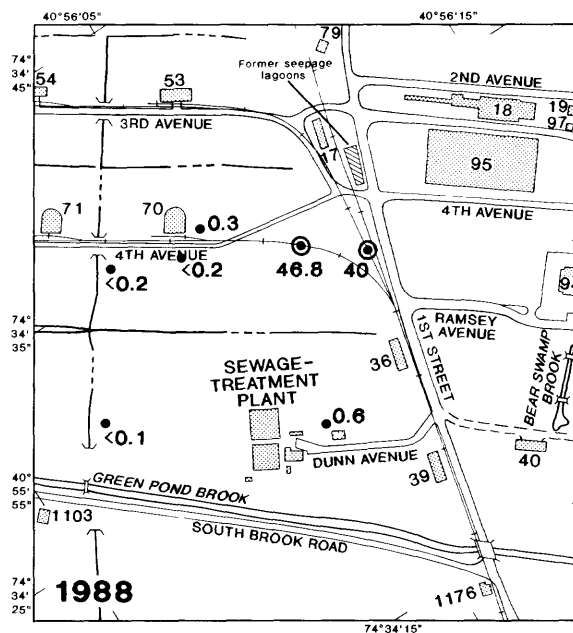 40°56'05"
40°56'15"
79
74°
34'
45"
Former seepage
lagoons
54
53
2ND AVENUE
18
19
97
3RD AVENUE
17
95
71
70
0.3
4TH AVENUE
4TH AVENUE
<0.2
<0.2
46.8
40
94
74°
34'
35"
RAMSEY
AVENUE
1ST STREET
BEAR SWAMP
BROOK
36
SEWAGE-
TREATMENT
PLANT
0.6
<0.1
DUNN AVENUE
40
39
40°
55'
55"
GREEN POND BROOK
1103
SOUTH BROOK ROAD
74°
34'
25"
1988
1176
74°34'15"